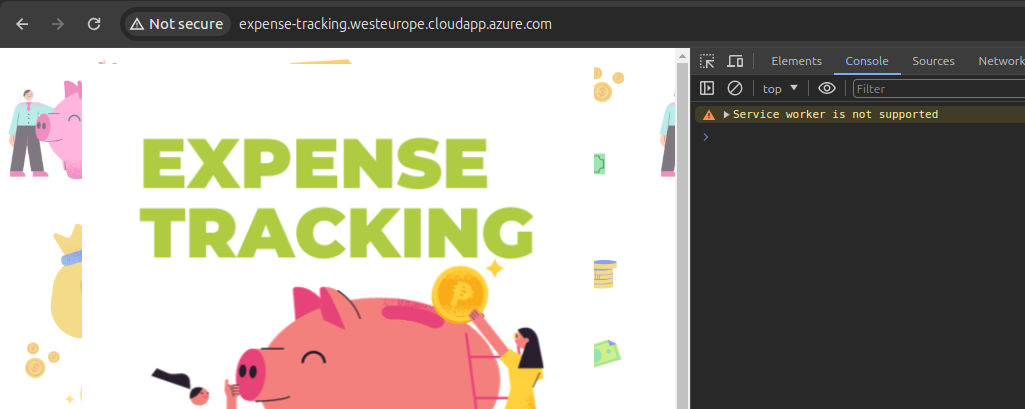 Not secure expense-tracking.westeurope.cloudapp.azure.com
Elements Console Sources Network
top Filter
Service worker is not supported
EXPENSE
TRACKING